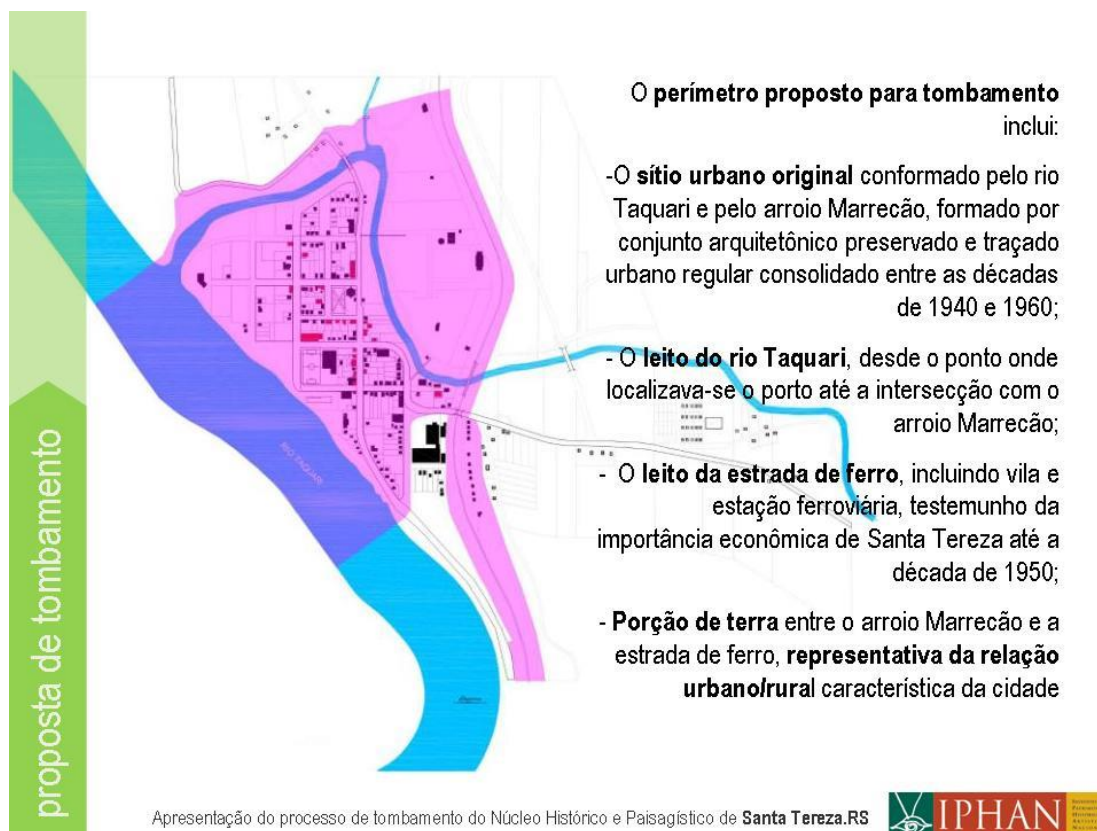 proposta de tombamento
O perímetro proposto para tombamento
inclui:
-O sítio urbano original conformado pelo rio
Taquari e pelo arroio Marrecão, formado por
conjunto arquitetônico preservado e traçado
urbano regular consolidado entre as décadas
de 1940 e 1960;
- O leito do rio Taquari, desde o ponto onde
localizava-se o porto até a intersecção com o
arroio Marrecão;
- O leito da estrada de ferro, incluindo vila e
estação ferroviária, testemunho da
importância econômica de Santa Tereza até a
década de 1950;
- Porção de terra entre o arroio Marrecão e a
estrada de ferro, representativa da relação
urbano/rural característica da cidade
RIO TAQUARI
Apresentação do processo de tombamento do Núcleo Histórico e Paisagístico de Santa Tereza.RS
IPHAN